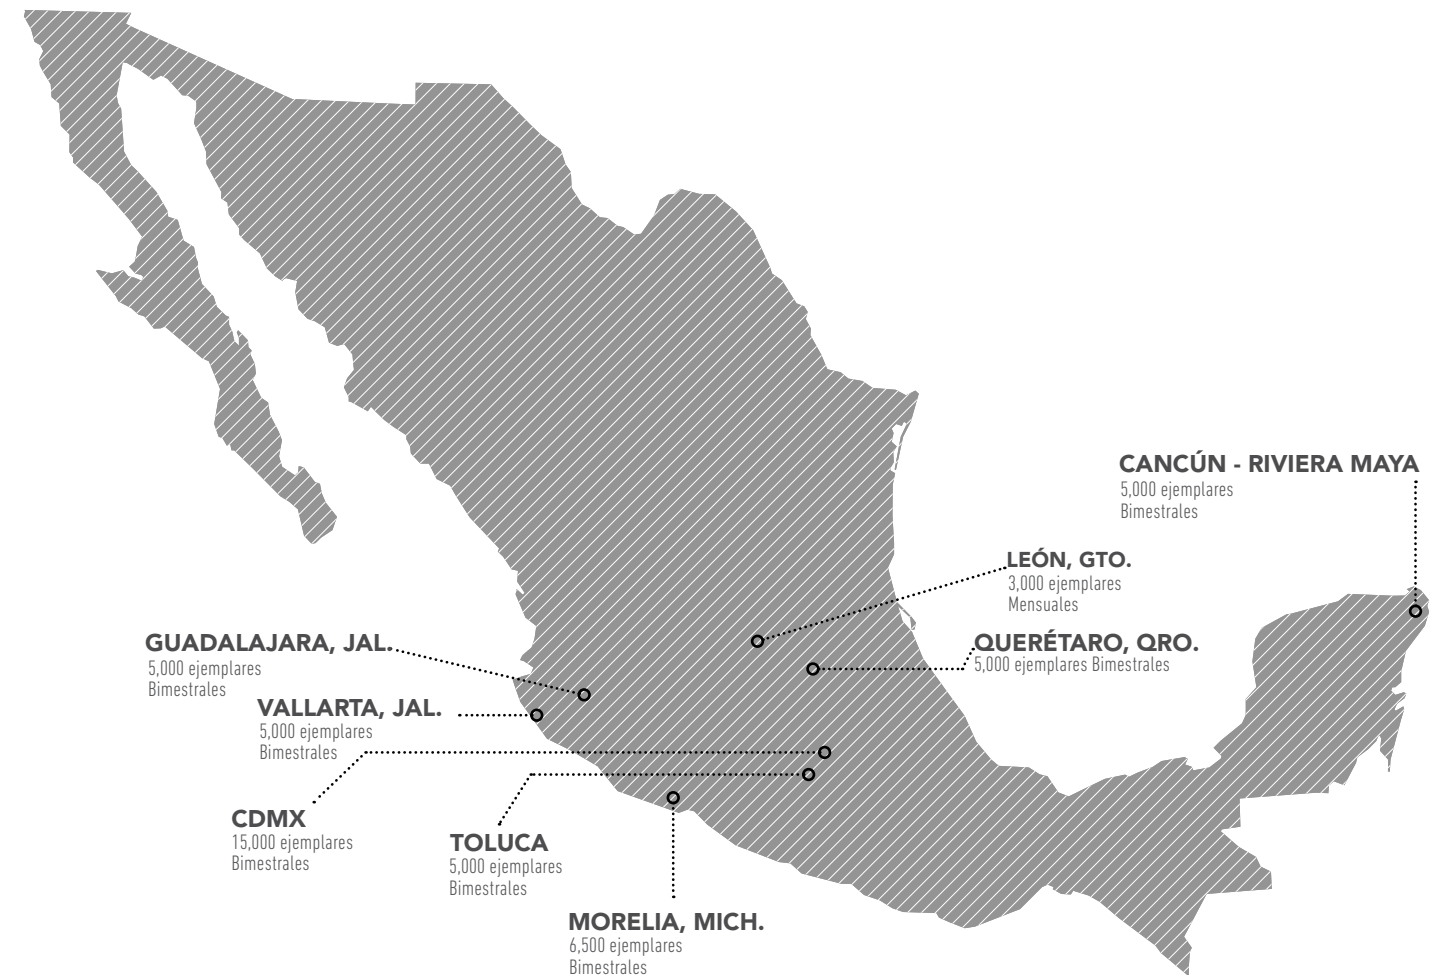 CANCÚN - RIVIERA MAYA
5,000 ejemplares
Bimestrales
LEÓN, GTO.
3,000 ejemplares
Mensuales
GUADALAJARA, JAL.
5,000 ejemplares
Bimestrales
QUERÉTARO, QRO.
5,000 ejemplares Bimestrales
VALLARTA, JAL.
5,000 ejemplares
Bimestrales
CDMX
15,000 ejemplares
Bimestrales
TOLUCA
5,000 ejemplares
Bimestrales
MORELIA, MICH.
6,500 ejemplares
Bimestrales